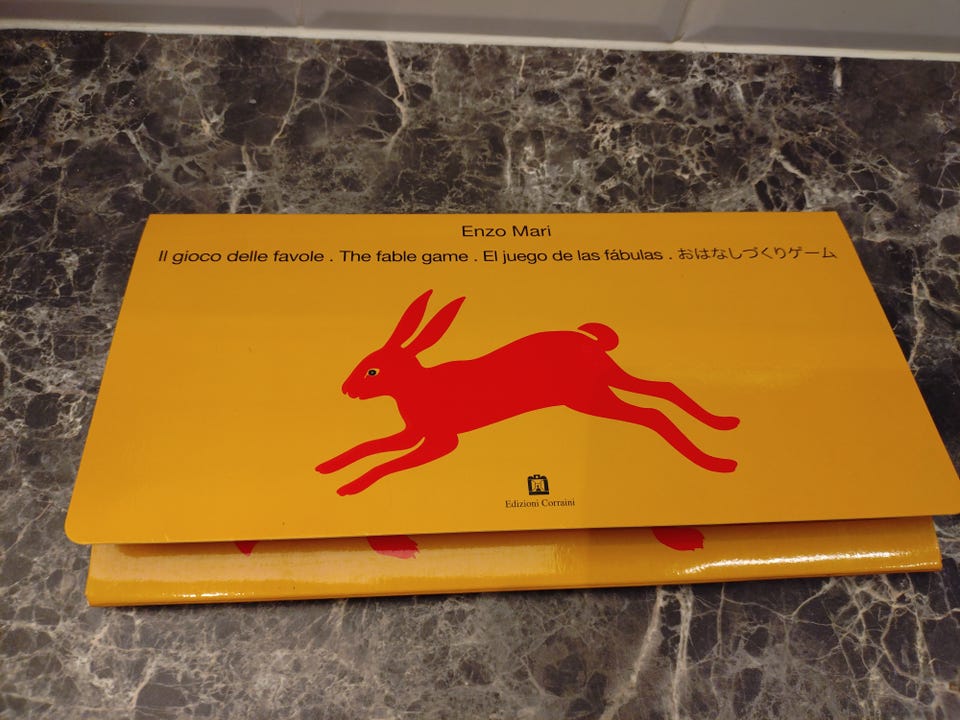 Enzo Mari
Il gioco delle favole . The fable game . El juego de las fábulas . おはなしづくりゲーム
Edizioni Corraini